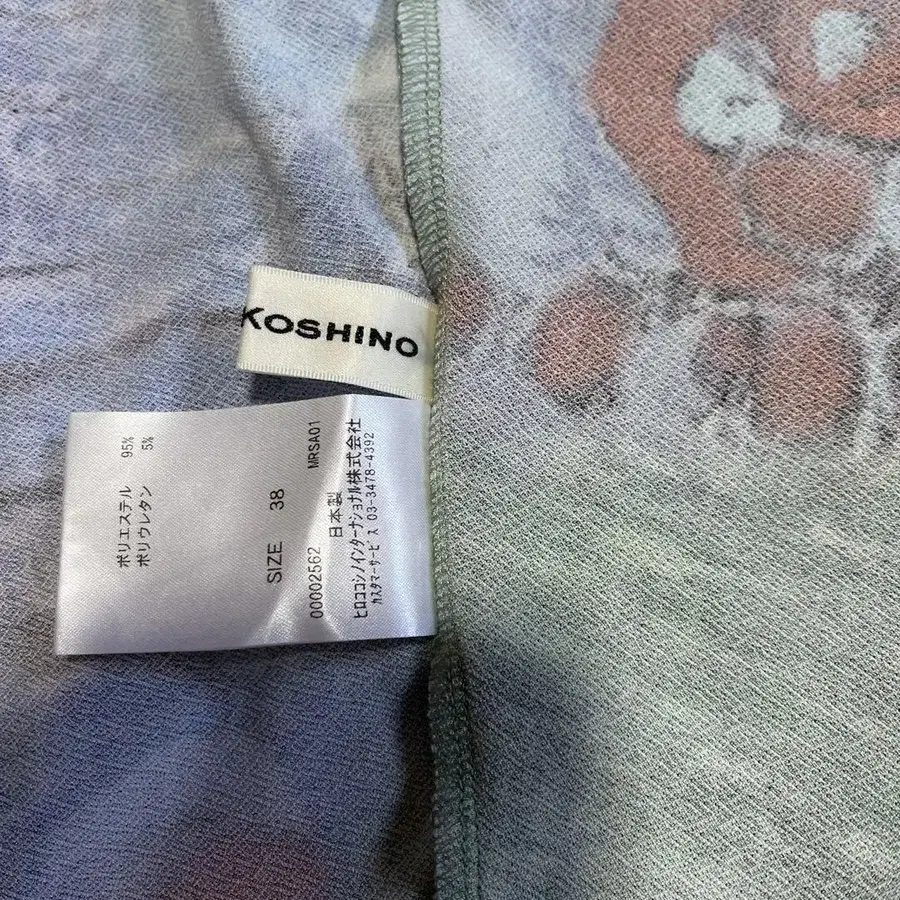 KOSHINO
ポリエステル 95%
ポリウレタン 5%
SIZE 38
00002562 MRSA01
日本製
ヒロココシノインターナショナル株式会社
カスタマーサービス 03-3478-4392